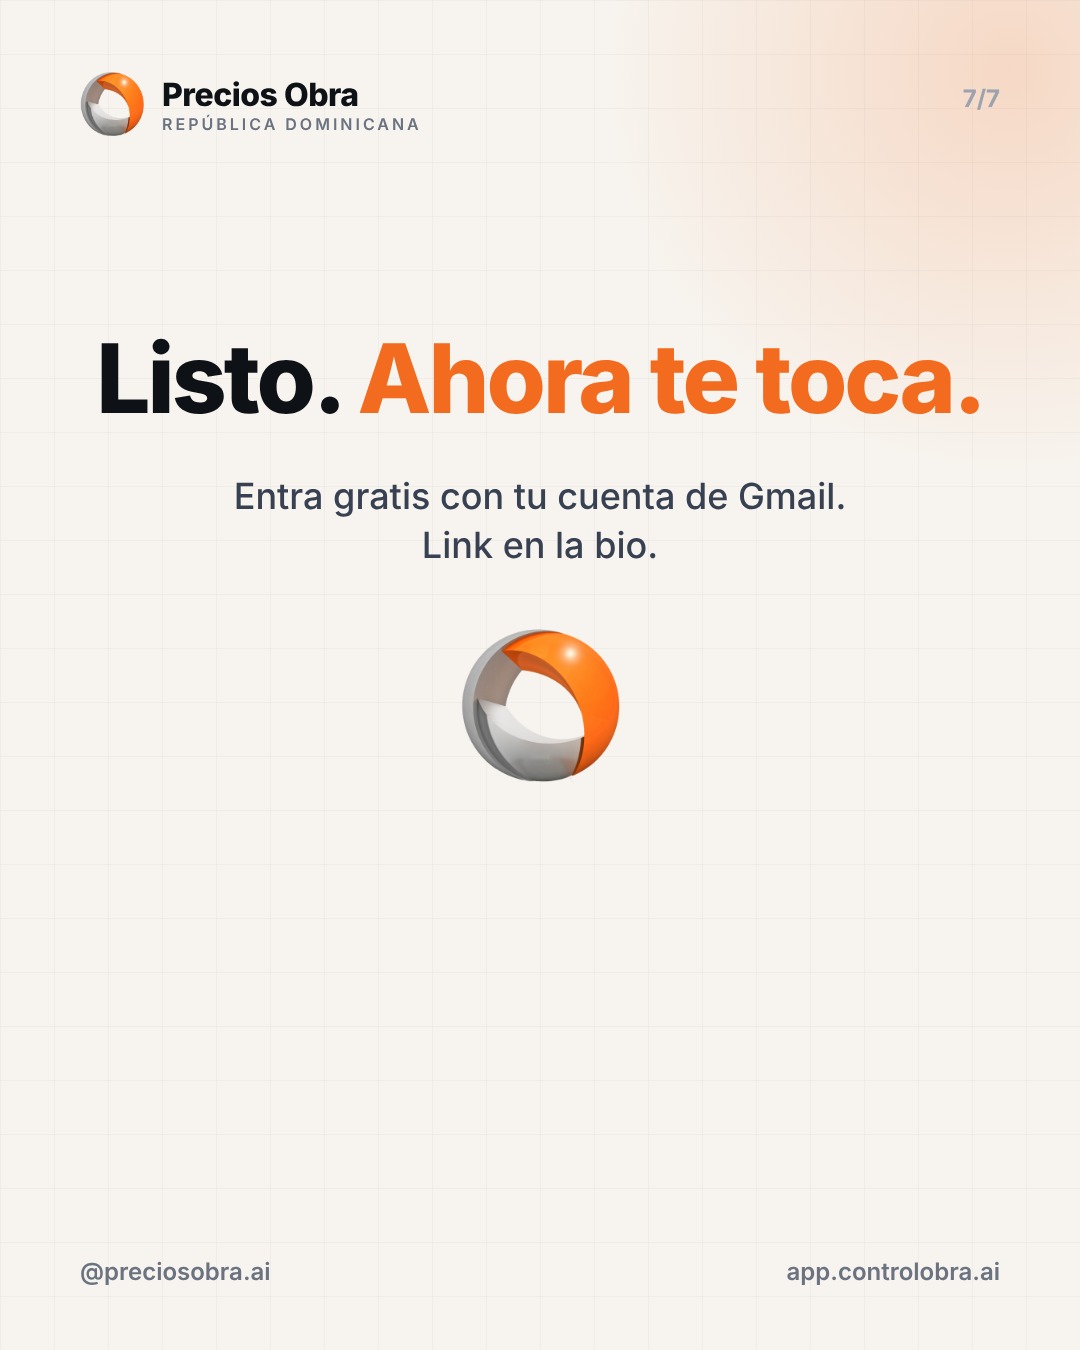 Precios Obra
REPÚBLICA DOMINICANA
7/7
Listo. Ahora te toca.
Entra gratis con tu cuenta de Gmail.
Link en la bio.
@preciosobra.ai
app.controlobra.ai